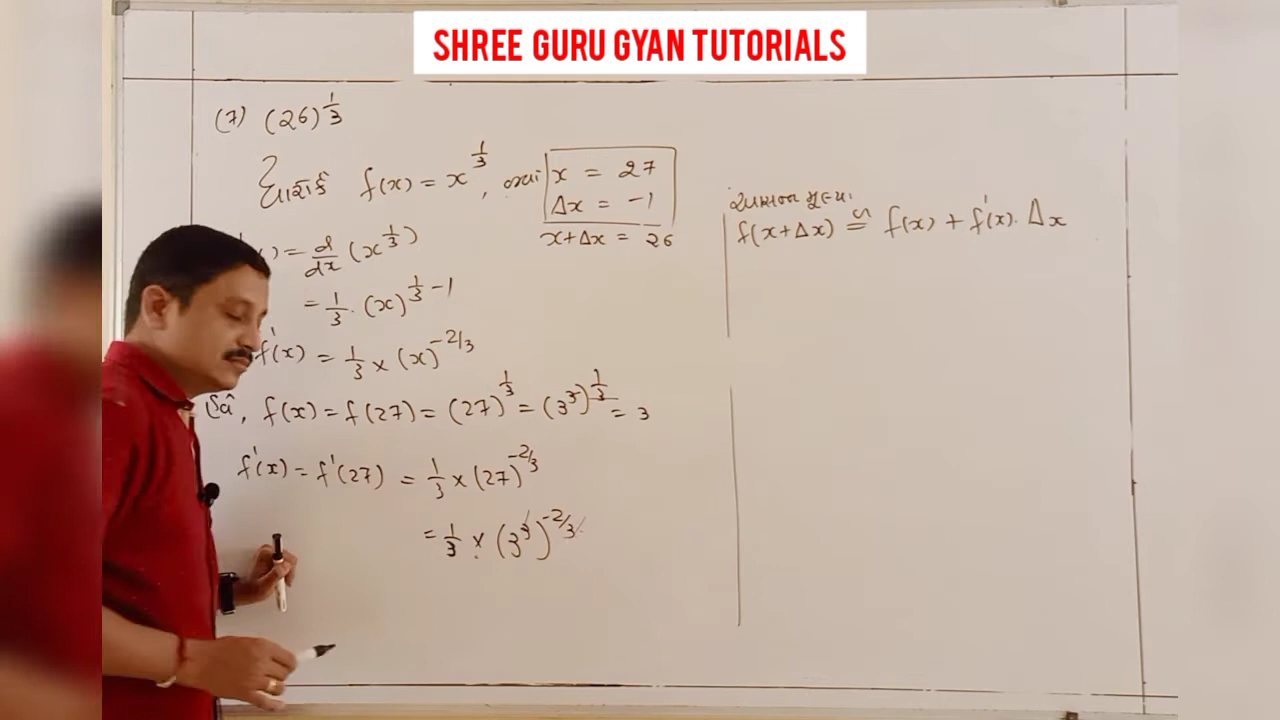 SHREE GURU GYAN TUTORIALS
(7) (26)^{1/3}
ધારોકે f(x) = x^{1/3}, જ્યાં x = 27
Δx = -1
x+Δx = 26
= d/dx (x^{1/3})
= 1/3 · (x)^{1/3 - 1}
f'(x) = 1/3 × (x)^{-2/3}
f(x) = f(27) = (27)^{1/3} = (3^3)^{1/3} = 3
f'(x) = f'(27) = 1/3 × (27)^{-2/3}
= 1/3 × (3^3)^{-2/3}
આસન્ન મૂલ્ય:
f(x+Δx) ≌ f(x) + f'(x). Δx